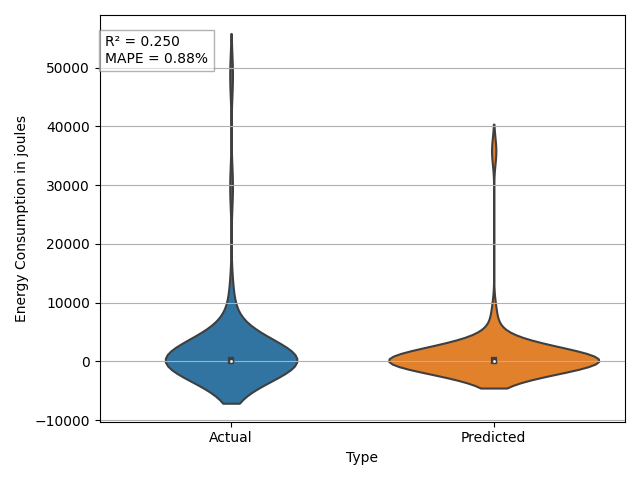 R² = 0.250
MAPE = 0.88%
Energy Consumption in joules
50000
40000
30000
20000
10000
0
−10000
Actual
Predicted
Type